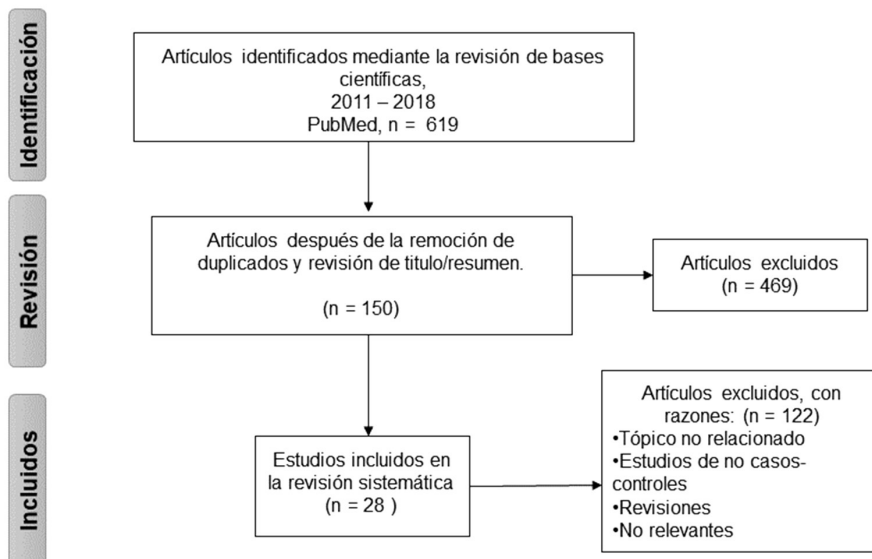 Identificación
Artículos identificados mediante la revisión de bases
científicas,
2011 – 2018
PubMed, n = 619
Revisión
Artículos después de la remoción de
duplicados y revisión de titulo/resumen.
(n = 150)
Artículos excluidos
(n = 469)
Incluidos
Estudios incluidos en
la revisión sistemática
(n = 28 )
Artículos excluidos, con
razones: (n = 122)
•Tópico no relacionado
•Estudios de no casos-
controles
•Revisiones
•No relevantes